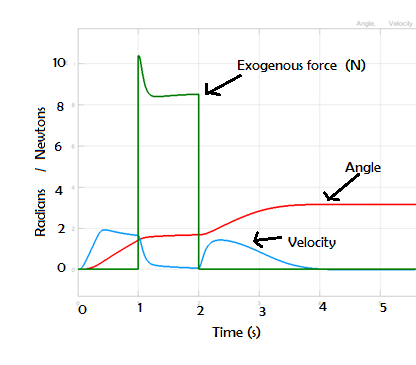 Angle, Velocity
10
8
6
4
2
0
Radians / Newtons
Exogenous force (N)
Angle
Velocity
0 1 2 3 4 5
Time (s)